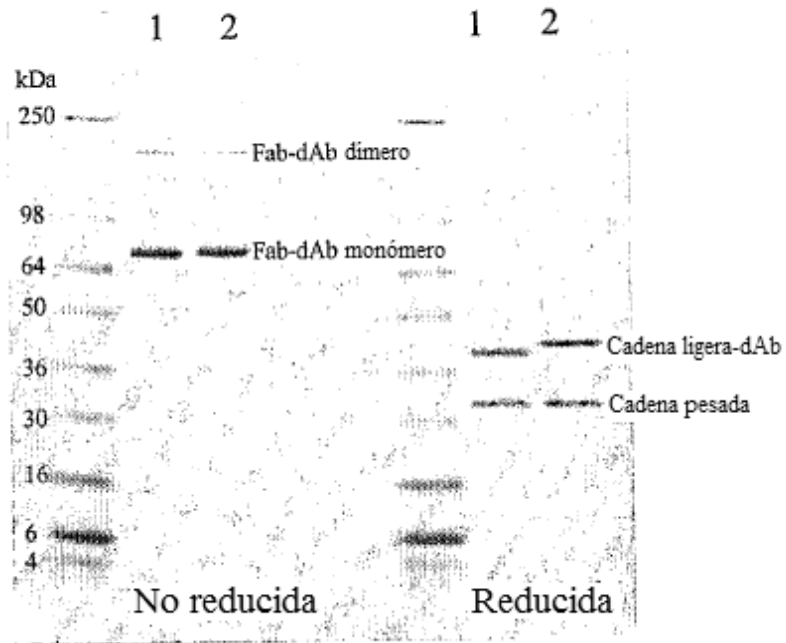 1 2 1 2
kDa
250
Fab-dAb dímero
98
Fab-dAb monómero
64
50
Cadena ligera-dAb
36
Cadena pesada
30
16
6
4
No reducida Reducida